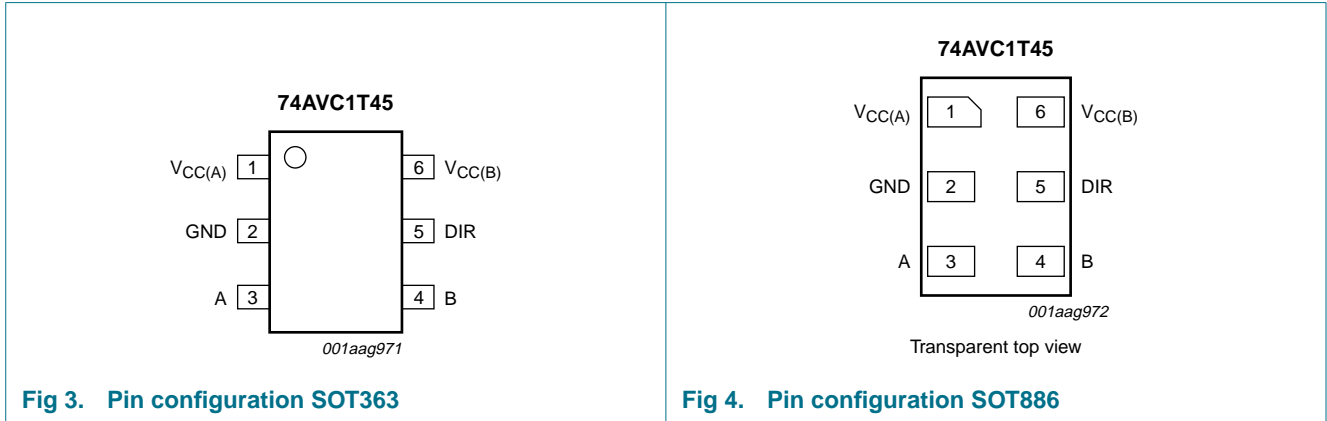 74AVC1T45
VCC(A) 1 6 VCC(B)
GND 2 5 DIR
A 3 4 B
001aag971
Fig 3. Pin configuration SOT363
74AVC1T45
VCC(A) 1 6 VCC(B)
GND 2 5 DIR
A 3 4 B
001aag972
Transparent top view
Fig 4. Pin configuration SOT886